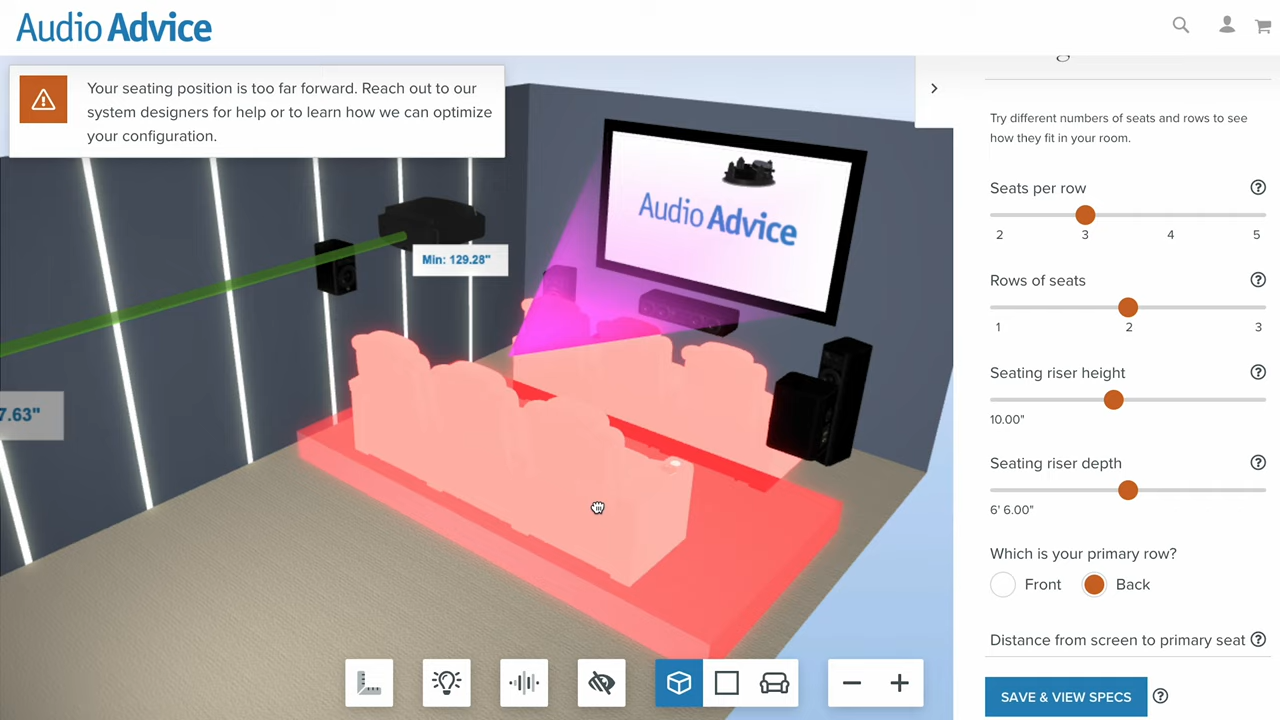 Audio Advice
Your seating position is too far forward. Reach out to our
system designers for help or to learn how we can optimize
your configuration.
Audio Advice
Min: 129.28"
7.63"
Try different numbers of seats and rows to see
how they fit in your room.
Seats per row
2 3 4 5
Rows of seats
1 2 3
Seating riser height
10.00"
Seating riser depth
6' 6.00"
Which is your primary row?
Front Back
Distance from screen to primary seat
SAVE & VIEW SPECS